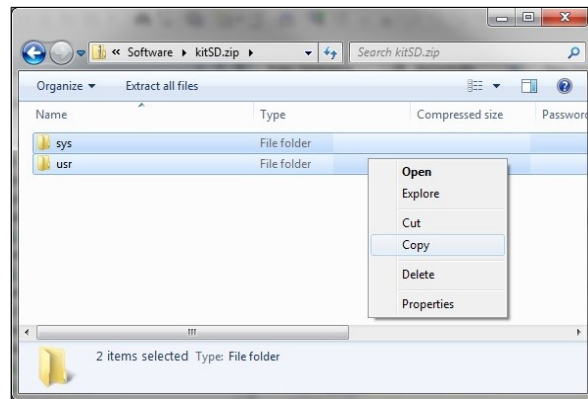 « Software ▸ kitSD.zip ▸ Search kitSD.zip
Organize ▾ Extract all files
Name Type Compressed size Password
sys File folder
usr File folder
Open
Explore
Cut
Copy
Delete
Properties
2 items selected Type: File folder